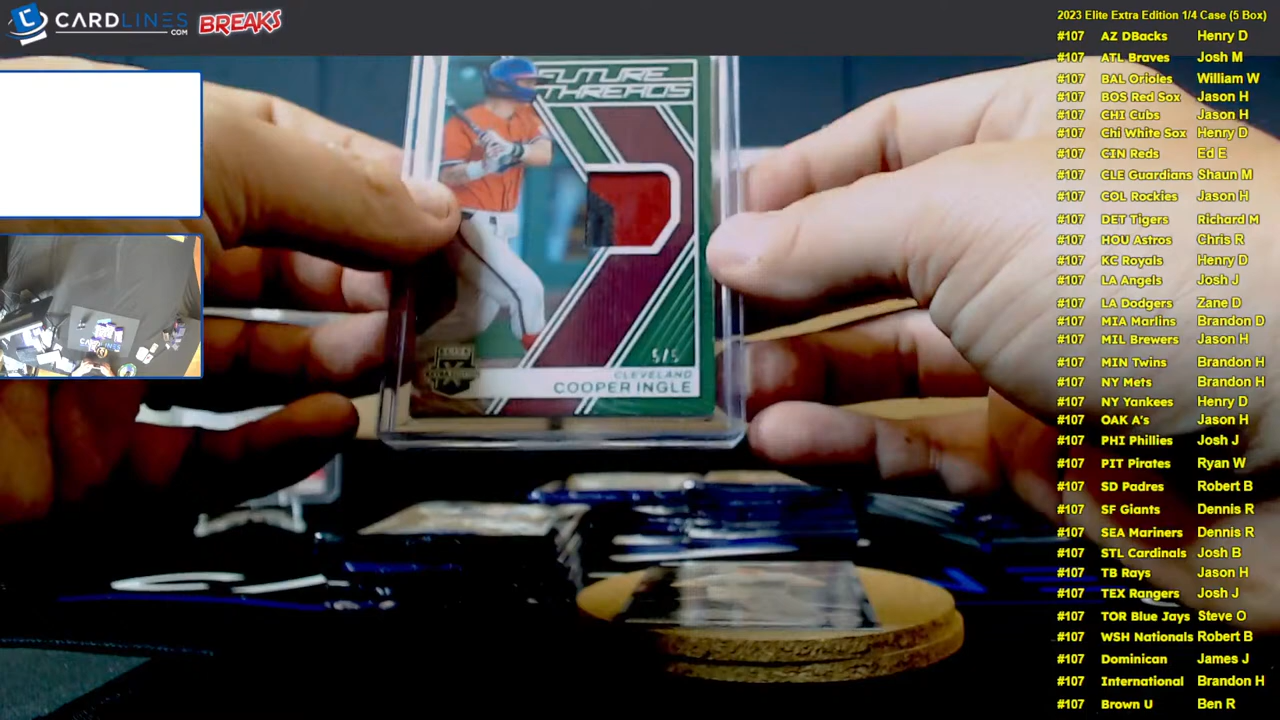 CARDLINES
.COM
BREAKS
2023 Elite Extra Edition 1/4 Case (5 Box)
#107 AZ DBacks Henry D
#107 ATL Braves Josh M
#107 BAL Orioles William W
#107 BOS Red Sox Jason H
#107 CHI Cubs Jason H
#107 Chi White Sox Henry D
#107 CIN Reds Ed E
#107 CLE Guardians Shaun M
#107 COL Rockies Jason H
#107 DET Tigers Richard M
#107 HOU Astros Chris R
#107 KC Royals Henry D
#107 LA Angels Josh J
#107 LA Dodgers Zane D
#107 MIA Marlins Brandon D
#107 MIL Brewers Jason H
#107 MIN Twins Brandon H
#107 NY Mets Brandon H
#107 NY Yankees Henry D
#107 OAK A's Jason H
#107 PHI Phillies Josh J
#107 PIT Pirates Ryan W
#107 SD Padres Robert B
#107 SF Giants Dennis R
#107 SEA Mariners Dennis R
#107 STL Cardinals Josh B
#107 TB Rays Jason H
#107 TEX Rangers Josh J
#107 TOR Blue Jays Steve O
#107 WSH Nationals Robert B
#107 Dominican James J
#107 International Brandon H
#107 Brown U Ben R
FUTURE
THREADS
5/5
CLEVELAND
COOPER INGLE